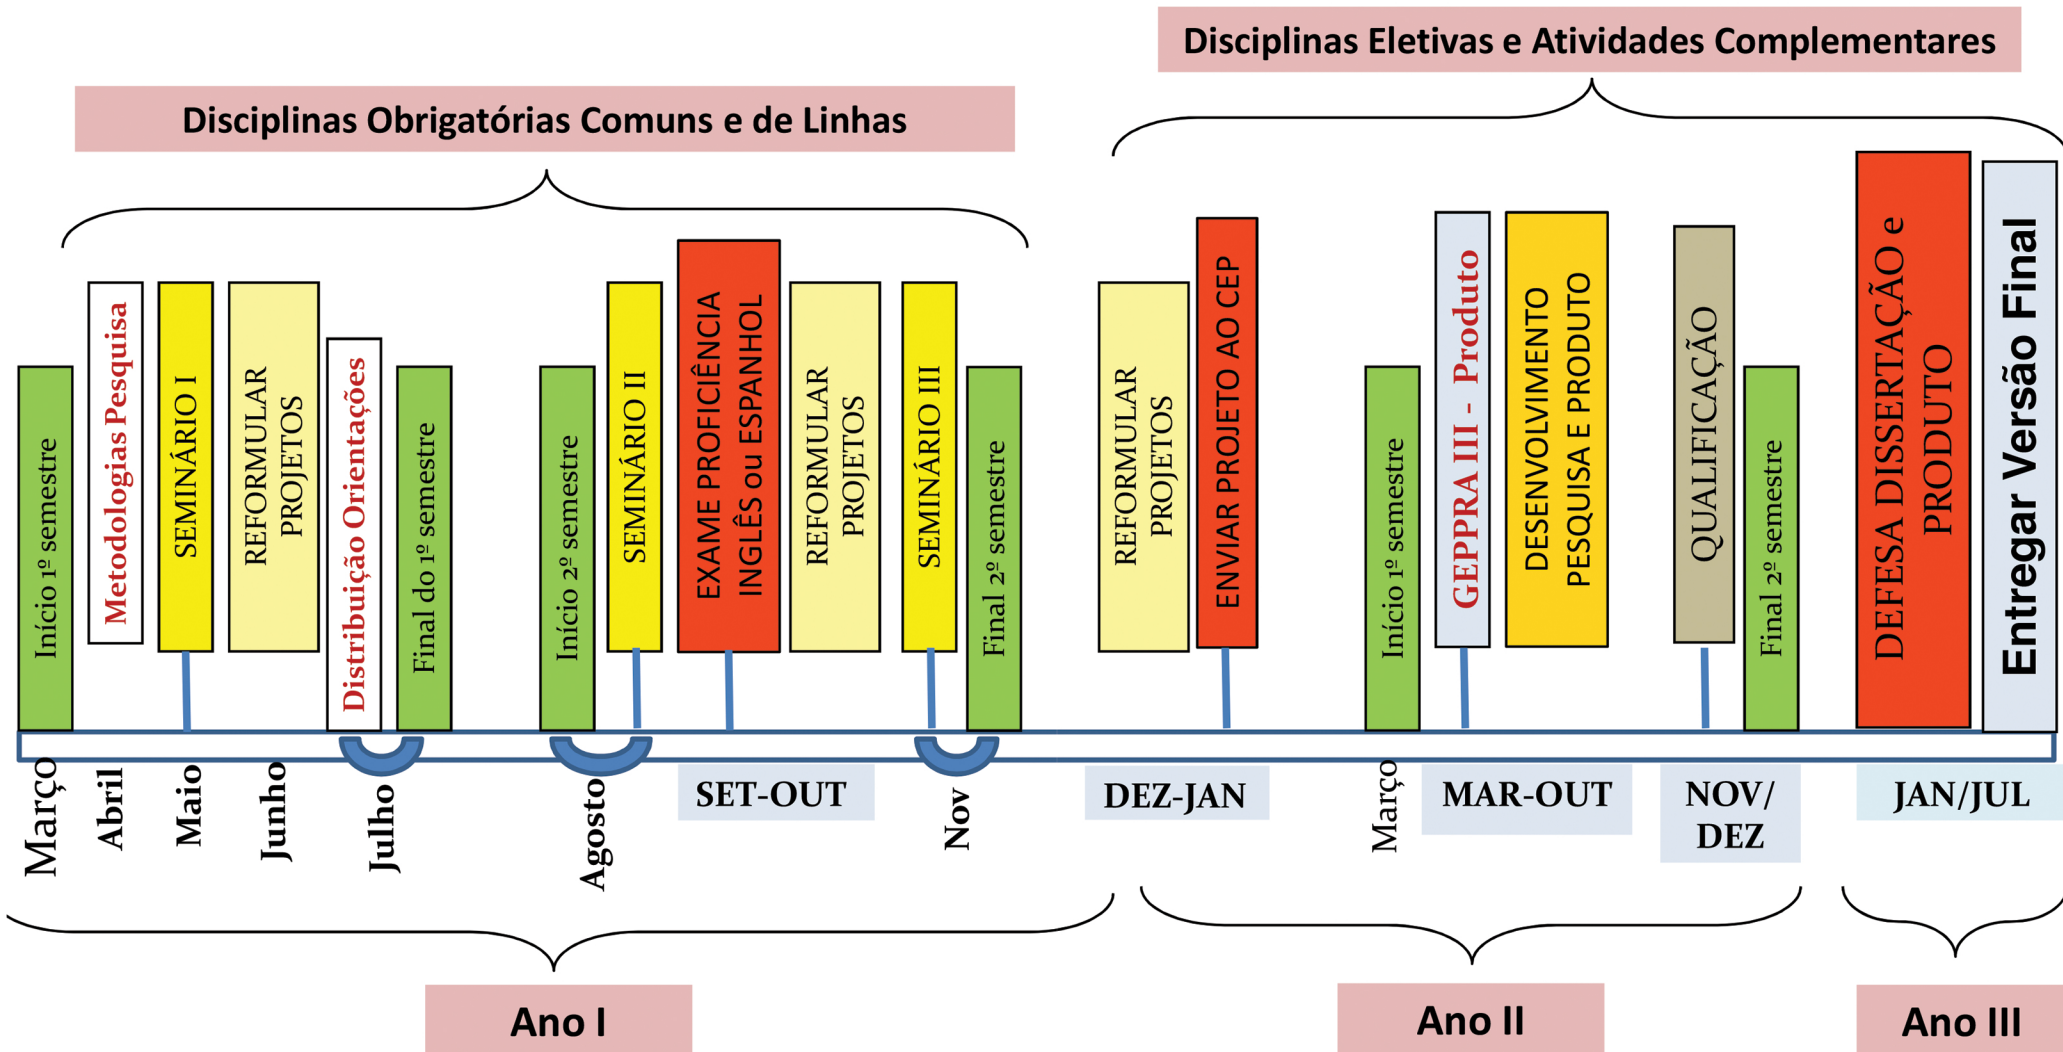 Disciplinas Eletivas e Atividades Complementares
Disciplinas Obrigatórias Comuns e de Linhas
Início 1º semestre
Metodologias Pesquisa
SEMINÁRIO I
REFORMULAR
PROJETOS
Distribuição Orientações
Final do 1º semestre
Início 2º semestre
SEMINÁRIO II
EXAME PROFICIÊNCIA
INGLÊS ou ESPANHOL
REFORMULAR
PROJETOS
SEMINÁRIO III
Final 2º semestre
REFORMULAR
PROJETOS
ENVIAR PROJETO AO CEP
Início 1º semestre
GEPPRA III - Produto
DESENVOLVIMENTO
PESQUISA E PRODUTO
QUALIFICAÇÃO
Final 2º semestre
DEFESA DISSERTAÇÃO e
PRODUTO
Entregar Versão Final
Março
Abril
Maio
Junho
Julho
Agosto
SET-OUT
Nov
DEZ-JAN
Março
MAR-OUT
NOV/
DEZ
JAN/JUL
Ano I
Ano II
Ano III